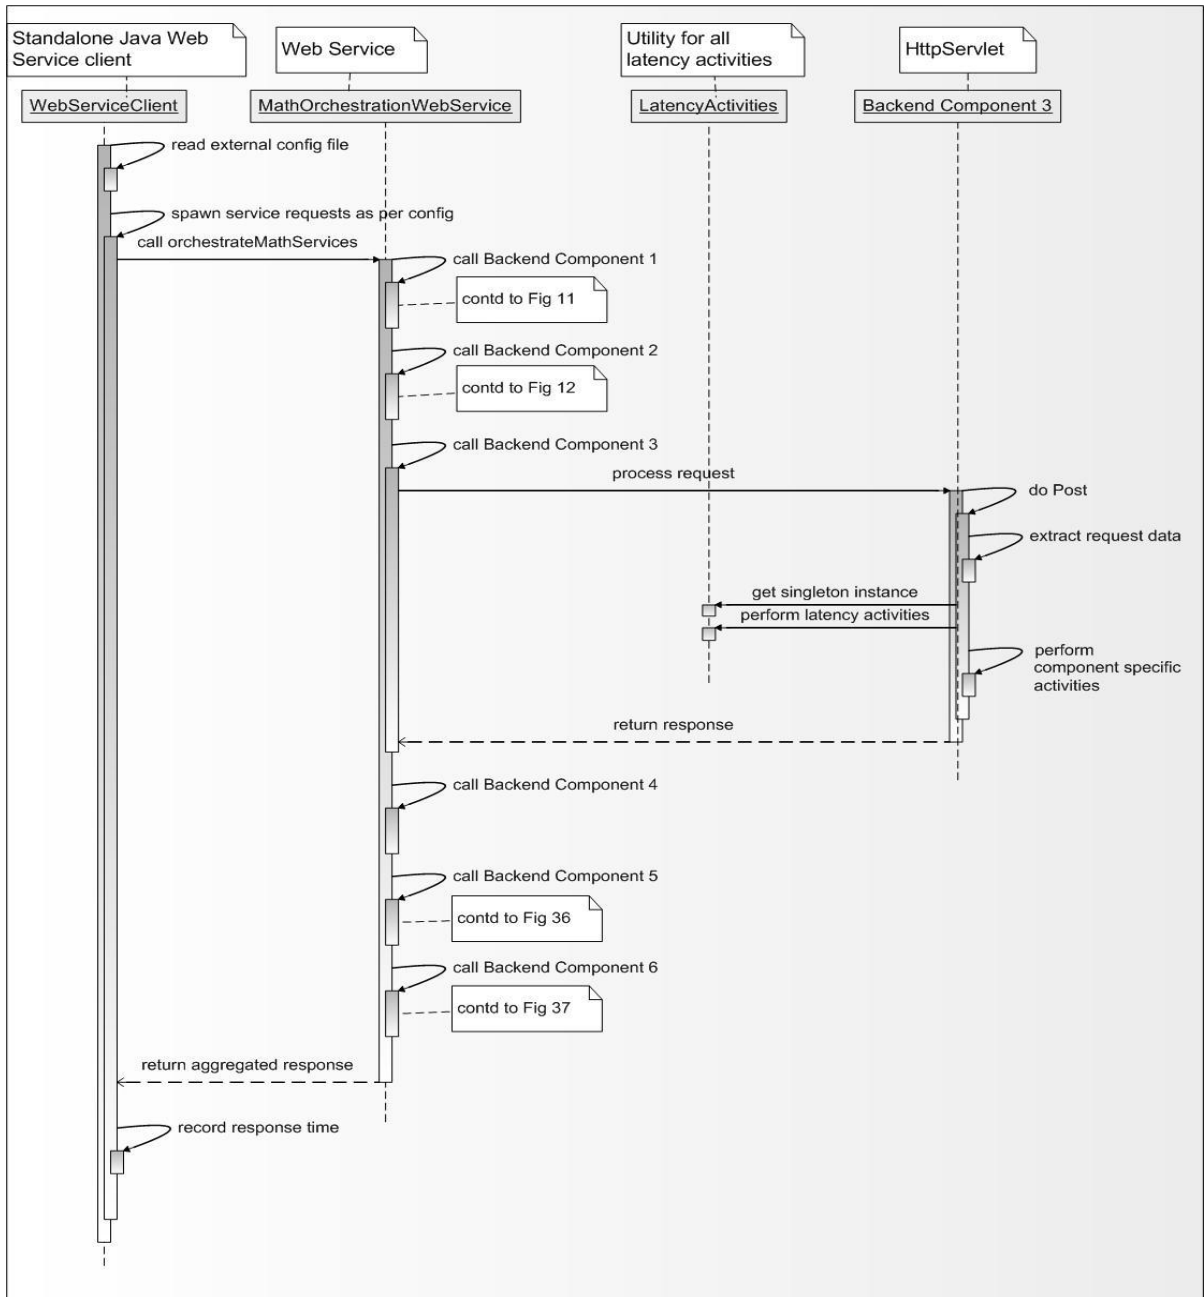 Standalone Java Web
Service client
Web Service
Utility for all
latency activities
HttpServlet
WebServiceClient
MathOrchestrationWebService
LatencyActivities
Backend Component 3
read external config file
spawn service requests as per config
call orchestrateMathServices
call Backend Component 1
contd to Fig 11
call Backend Component 2
contd to Fig 12
call Backend Component 3
process request
do Post
extract request data
get singleton instance
perform latency activities
perform
component specific
activities
return response
call Backend Component 4
call Backend Component 5
contd to Fig 36
call Backend Component 6
contd to Fig 37
return aggregated response
record response time